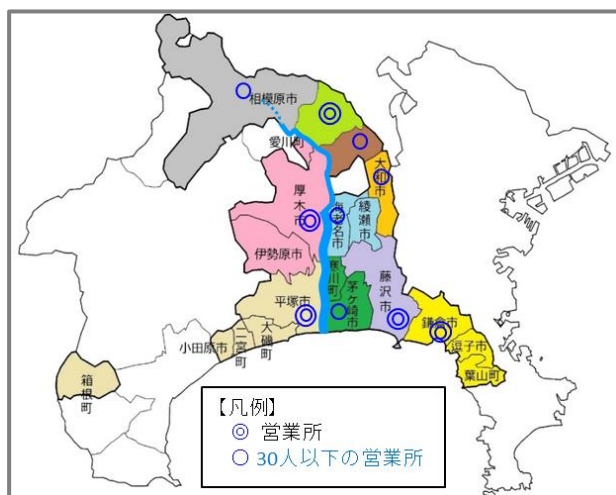 相模原市
愛川町
大和市
厚木市
海老名市
綾瀬市
伊勢原市
寒川町
茅ケ崎市
藤沢市
平塚市
大磯町
二宮町
小田原市
鎌倉市
逗子市
葉山町
箱根町
【凡例】
◎ 営業所
○ 30人以下の営業所